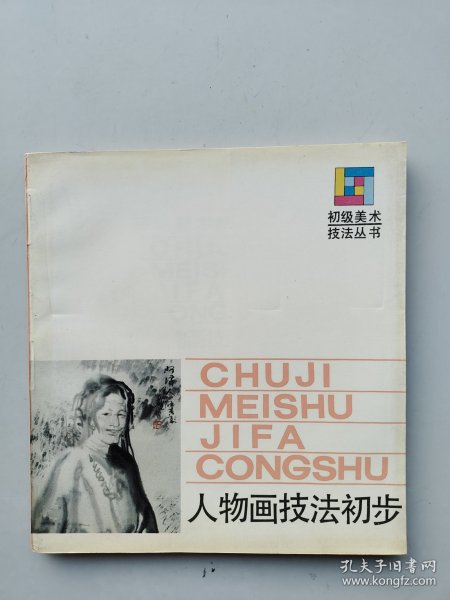 初级美术
技法丛书
CHUJI
MEISHU
JIFA
CONGSHU
人物画技法初步
孔夫子旧书网
www.kongfz.com